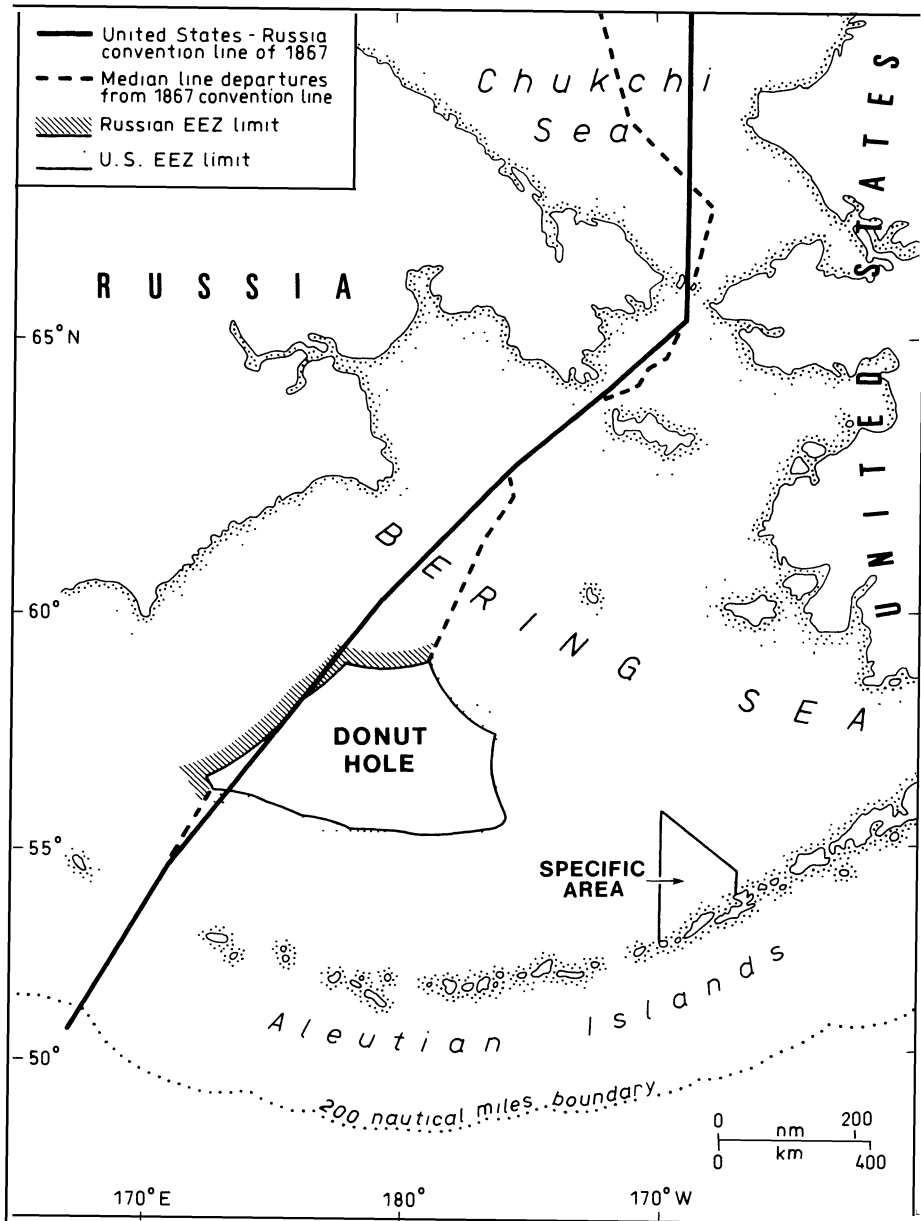 United States - Russia
convention line of 1867
Median line departures
from 1867 convention line
Russian EEZ limit
U.S. EEZ limit
Chukchi
Sea
UNITED STATES
RUSSIA
65° N
BERING SEA
60°
DONUT
HOLE
55°
SPECIFIC
AREA
Aleutian Islands
50°
200 nautical miles boundary
0 nm 200
0 km 400
170° E
180°
170° W